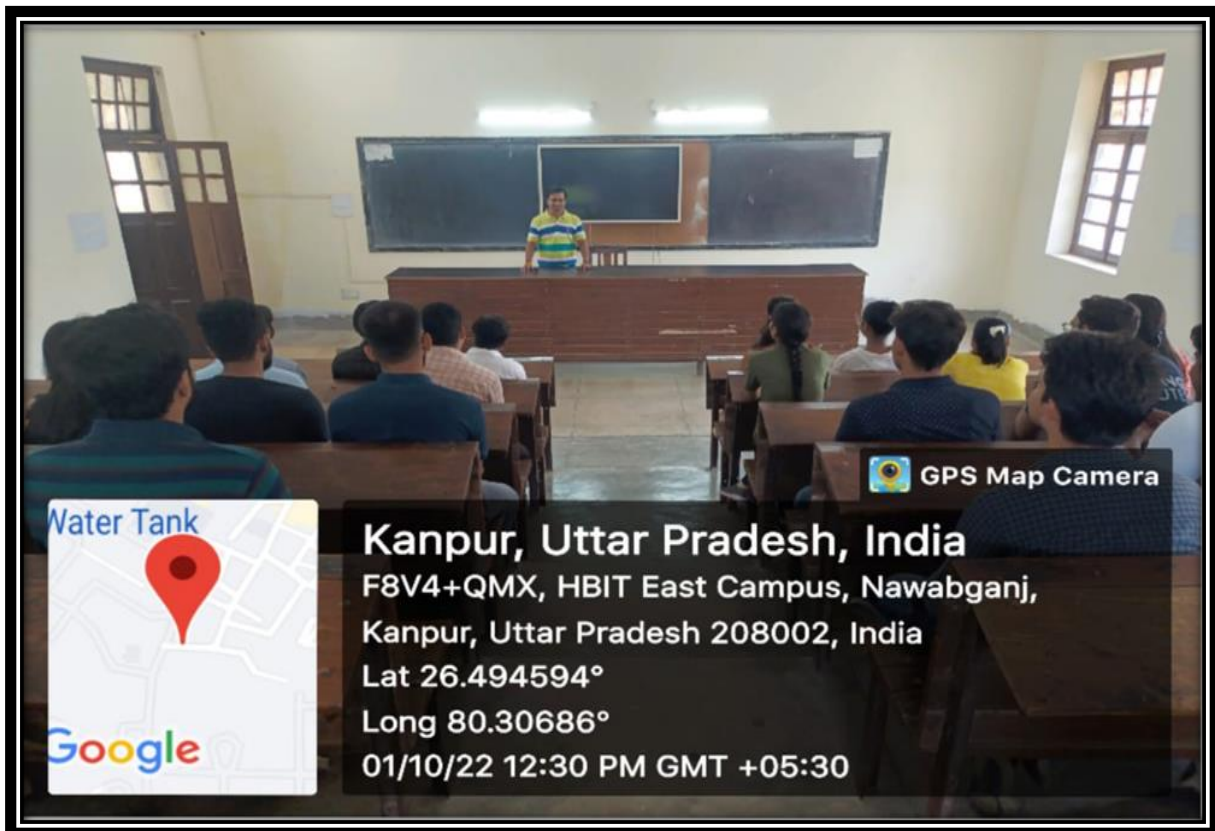 GPS Map Camera
Water Tank
Google
Kanpur, Uttar Pradesh, India
F8V4+QMX, HBIT East Campus, Nawabganj,
Kanpur, Uttar Pradesh 208002, India
Lat 26.494594°
Long 80.30686°
01/10/22 12:30 PM GMT +05:30